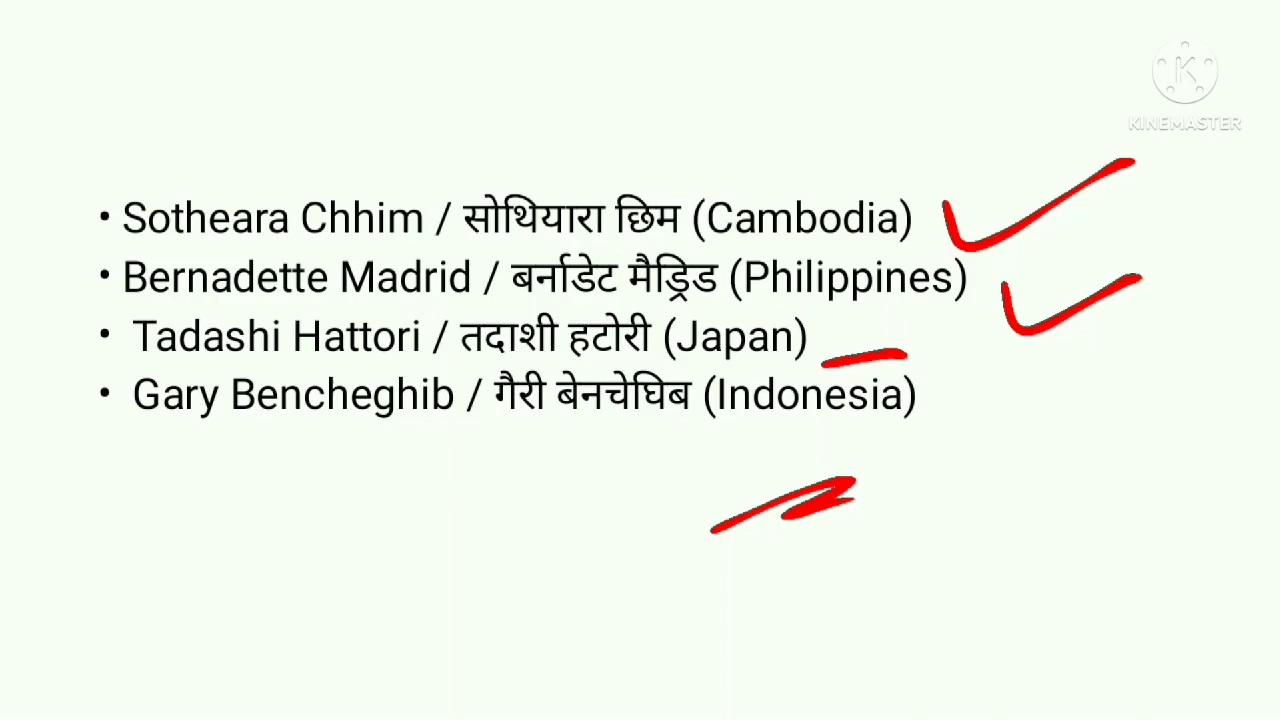 KINEMASTER
• Sotheara Chhim / सोथियारा छिम (Cambodia)
• Bernadette Madrid / बर्नाडेट मैड्रिड (Philippines)
• Tadashi Hattori / तदाशी हटोरी (Japan)
• Gary Bencheghib / गैरी बेनचेघिब (Indonesia)